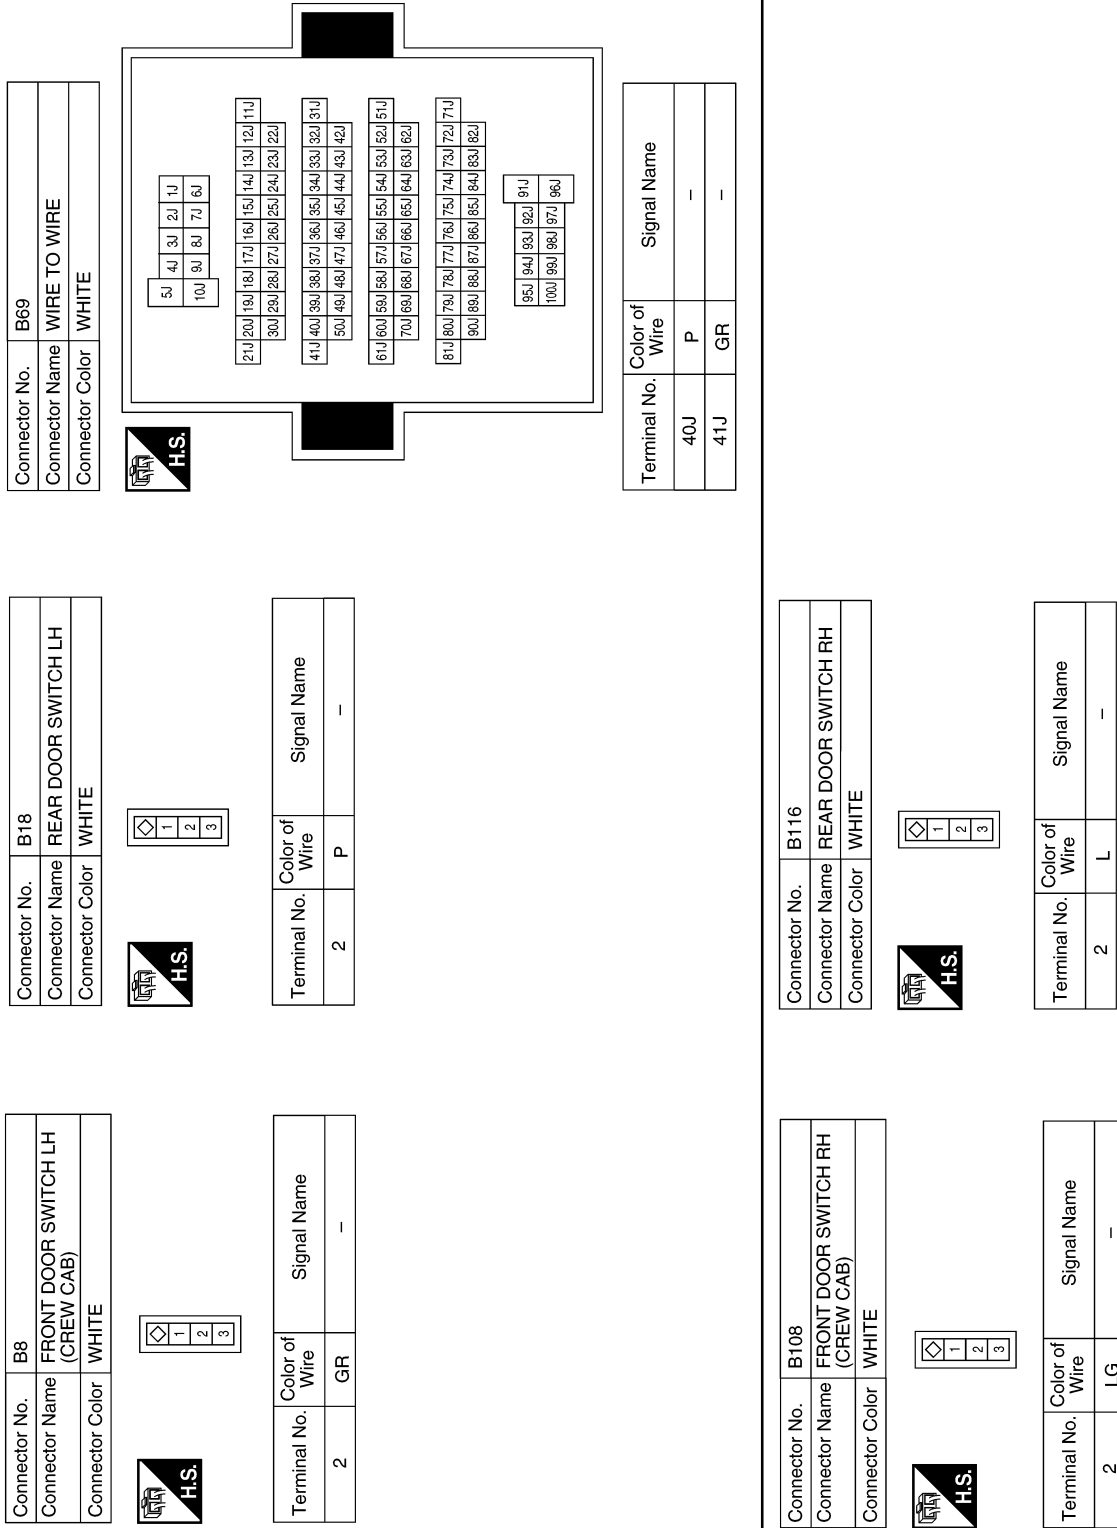 Connector No. B8
Connector Name FRONT DOOR SWITCH LH (CREW CAB)
Connector Color WHITE
H.S.
1 2 3
Terminal No. Color of Wire Signal Name
2 GR –
Connector No. B18
Connector Name REAR DOOR SWITCH LH
Connector Color WHITE
H.S.
1 2 3
Terminal No. Color of Wire Signal Name
2 P –
Connector No. B69
Connector Name WIRE TO WIRE
Connector Color WHITE
H.S.
5J 4J 3J 2J 1J
10J 9J 8J 7J 6J
21J 20J 19J 18J 17J 16J 15J 14J 13J 12J 11J
30J 29J 28J 27J 26J 25J 24J 23J 22J
41J 40J 39J 38J 37J 36J 35J 34J 33J 32J 31J
50J 49J 48J 47J 46J 45J 44J 43J 42J
61J 60J 59J 58J 57J 56J 55J 54J 53J 52J 51J
70J 69J 68J 67J 66J 65J 64J 63J 62J
81J 80J 79J 78J 77J 76J 75J 74J 73J 72J 71J
90J 89J 88J 87J 86J 85J 84J 83J 82J
95J 94J 93J 92J 91J
100J 99J 98J 97J 96J
Terminal No. Color of Wire Signal Name
40J P –
41J GR –
Connector No. B108
Connector Name FRONT DOOR SWITCH RH (CREW CAB)
Connector Color WHITE
H.S.
1 2 3
Terminal No. Color of Wire Signal Name
2 LG –
Connector No. B116
Connector Name REAR DOOR SWITCH RH
Connector Color WHITE
H.S.
1 2 3
Terminal No. Color of Wire Signal Name
2 L –